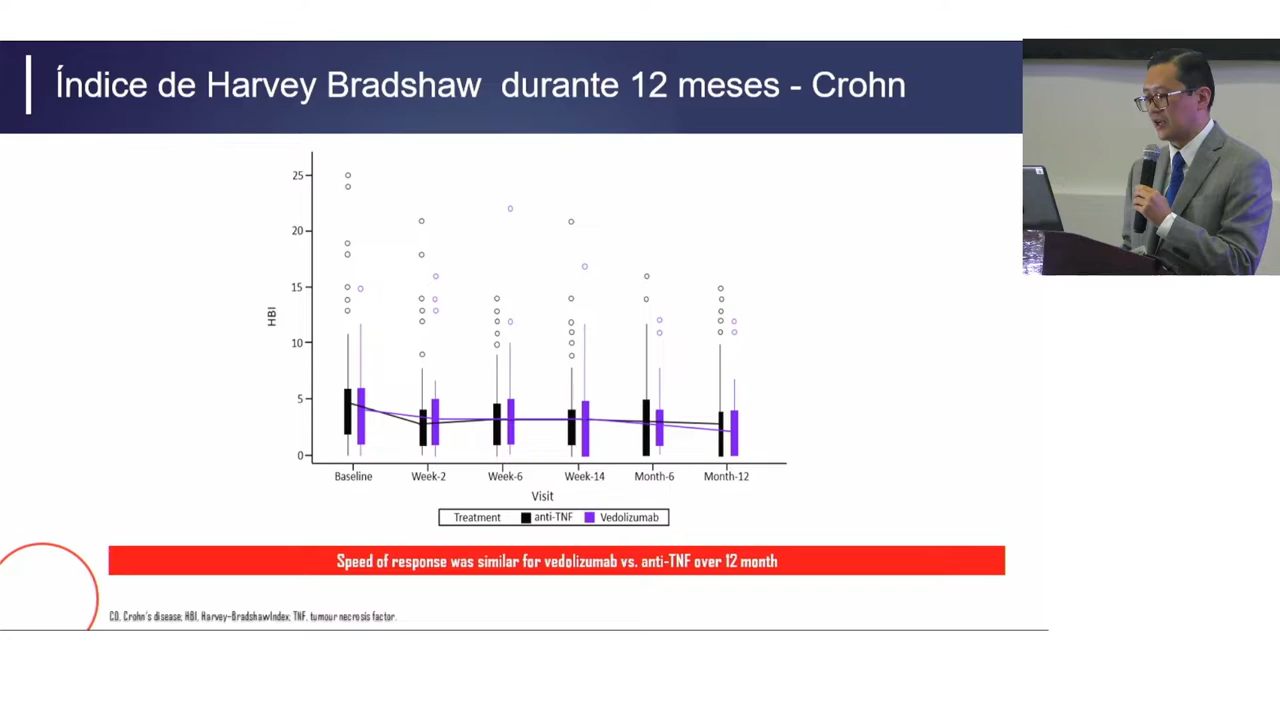 Índice de Harvey Bradshaw durante 12 meses - Crohn
25
20
15
10
5
0
HBI
Baseline Week-2 Week-6 Week-14 Month-6 Month-12
Visit
Treatment anti-TNF Vedolizumab
Speed of response was similar for vedolizumab vs. anti-TNF over 12 month
CD, Crohn's disease; HBI, Harvey-BradshawIndex; TNF, tumour necrosis factor.